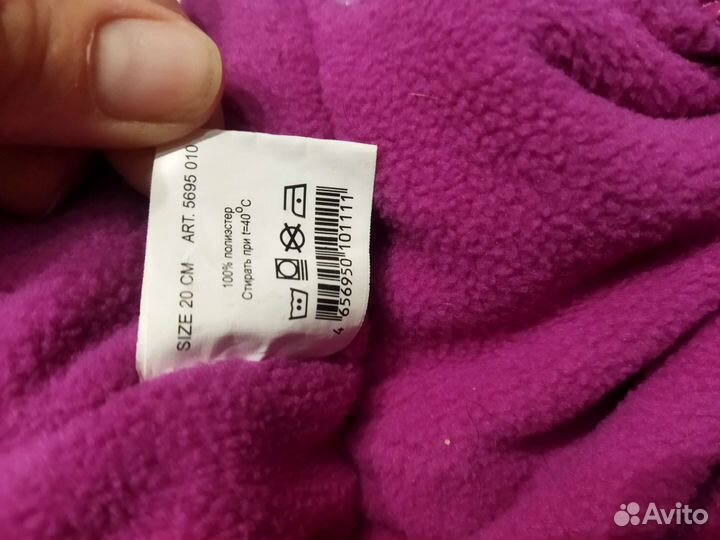 SIZE 20 CM ART. 5695 010
100% полиэстер
Стирать при t=40°C
4 656950 101111
Avito